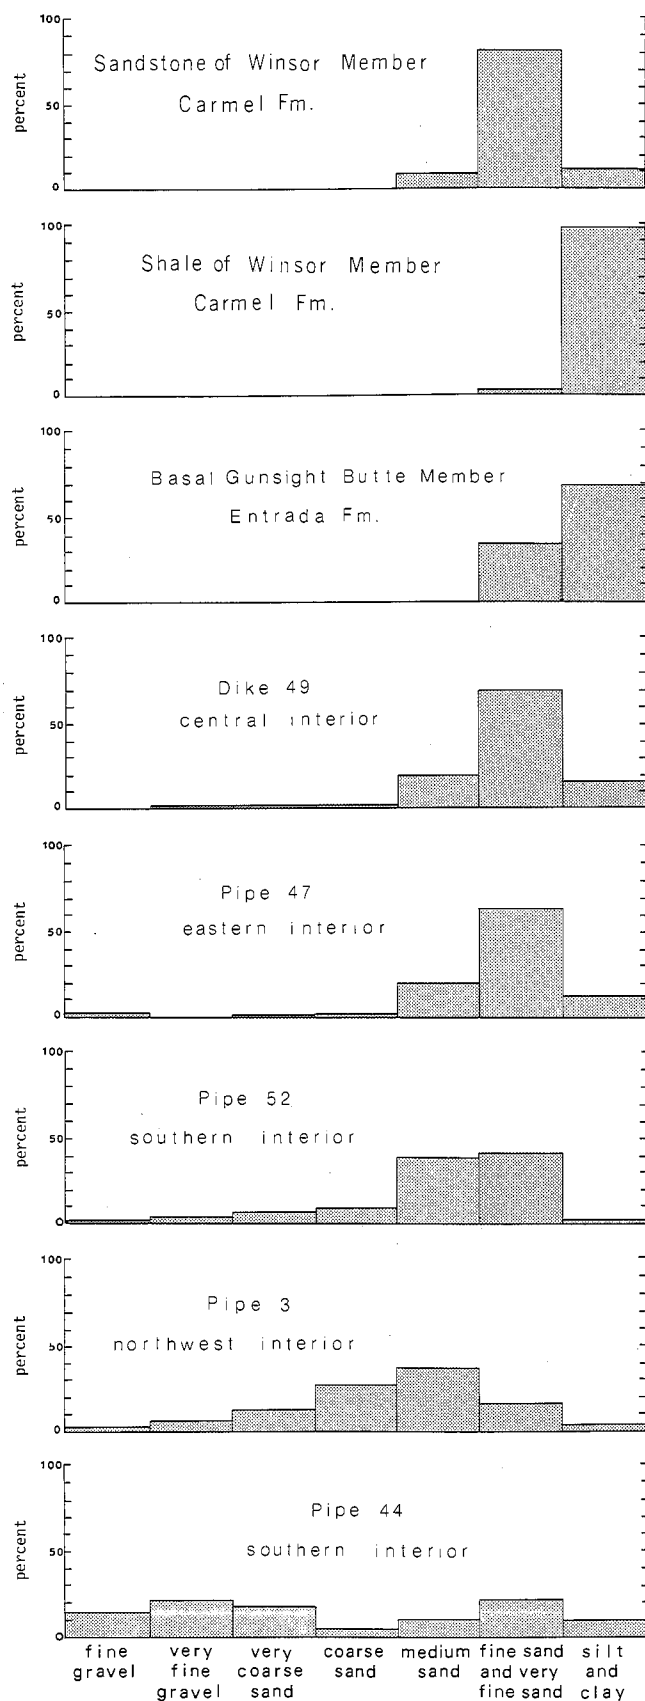 100
50
0
percent
Sandstone of Winsor Member
Carmel Fm.
100
50
0
percent
Shale of Winsor Member
Carmel Fm.
100
50
0
percent
Basal Gunsight Butte Member
Entrada Fm.
100
50
0
percent
Dike 49
central interior
100
50
0
percent
Pipe 47
eastern interior
100
50
0
percent
Pipe 52
southern interior
100
50
0
percent
Pipe 3
northwest interior
100
50
0
percent
Pipe 44
southern interior
fine gravel
very fine gravel
very coarse sand
coarse sand
medium sand
fine sand and very fine sand
silt and clay